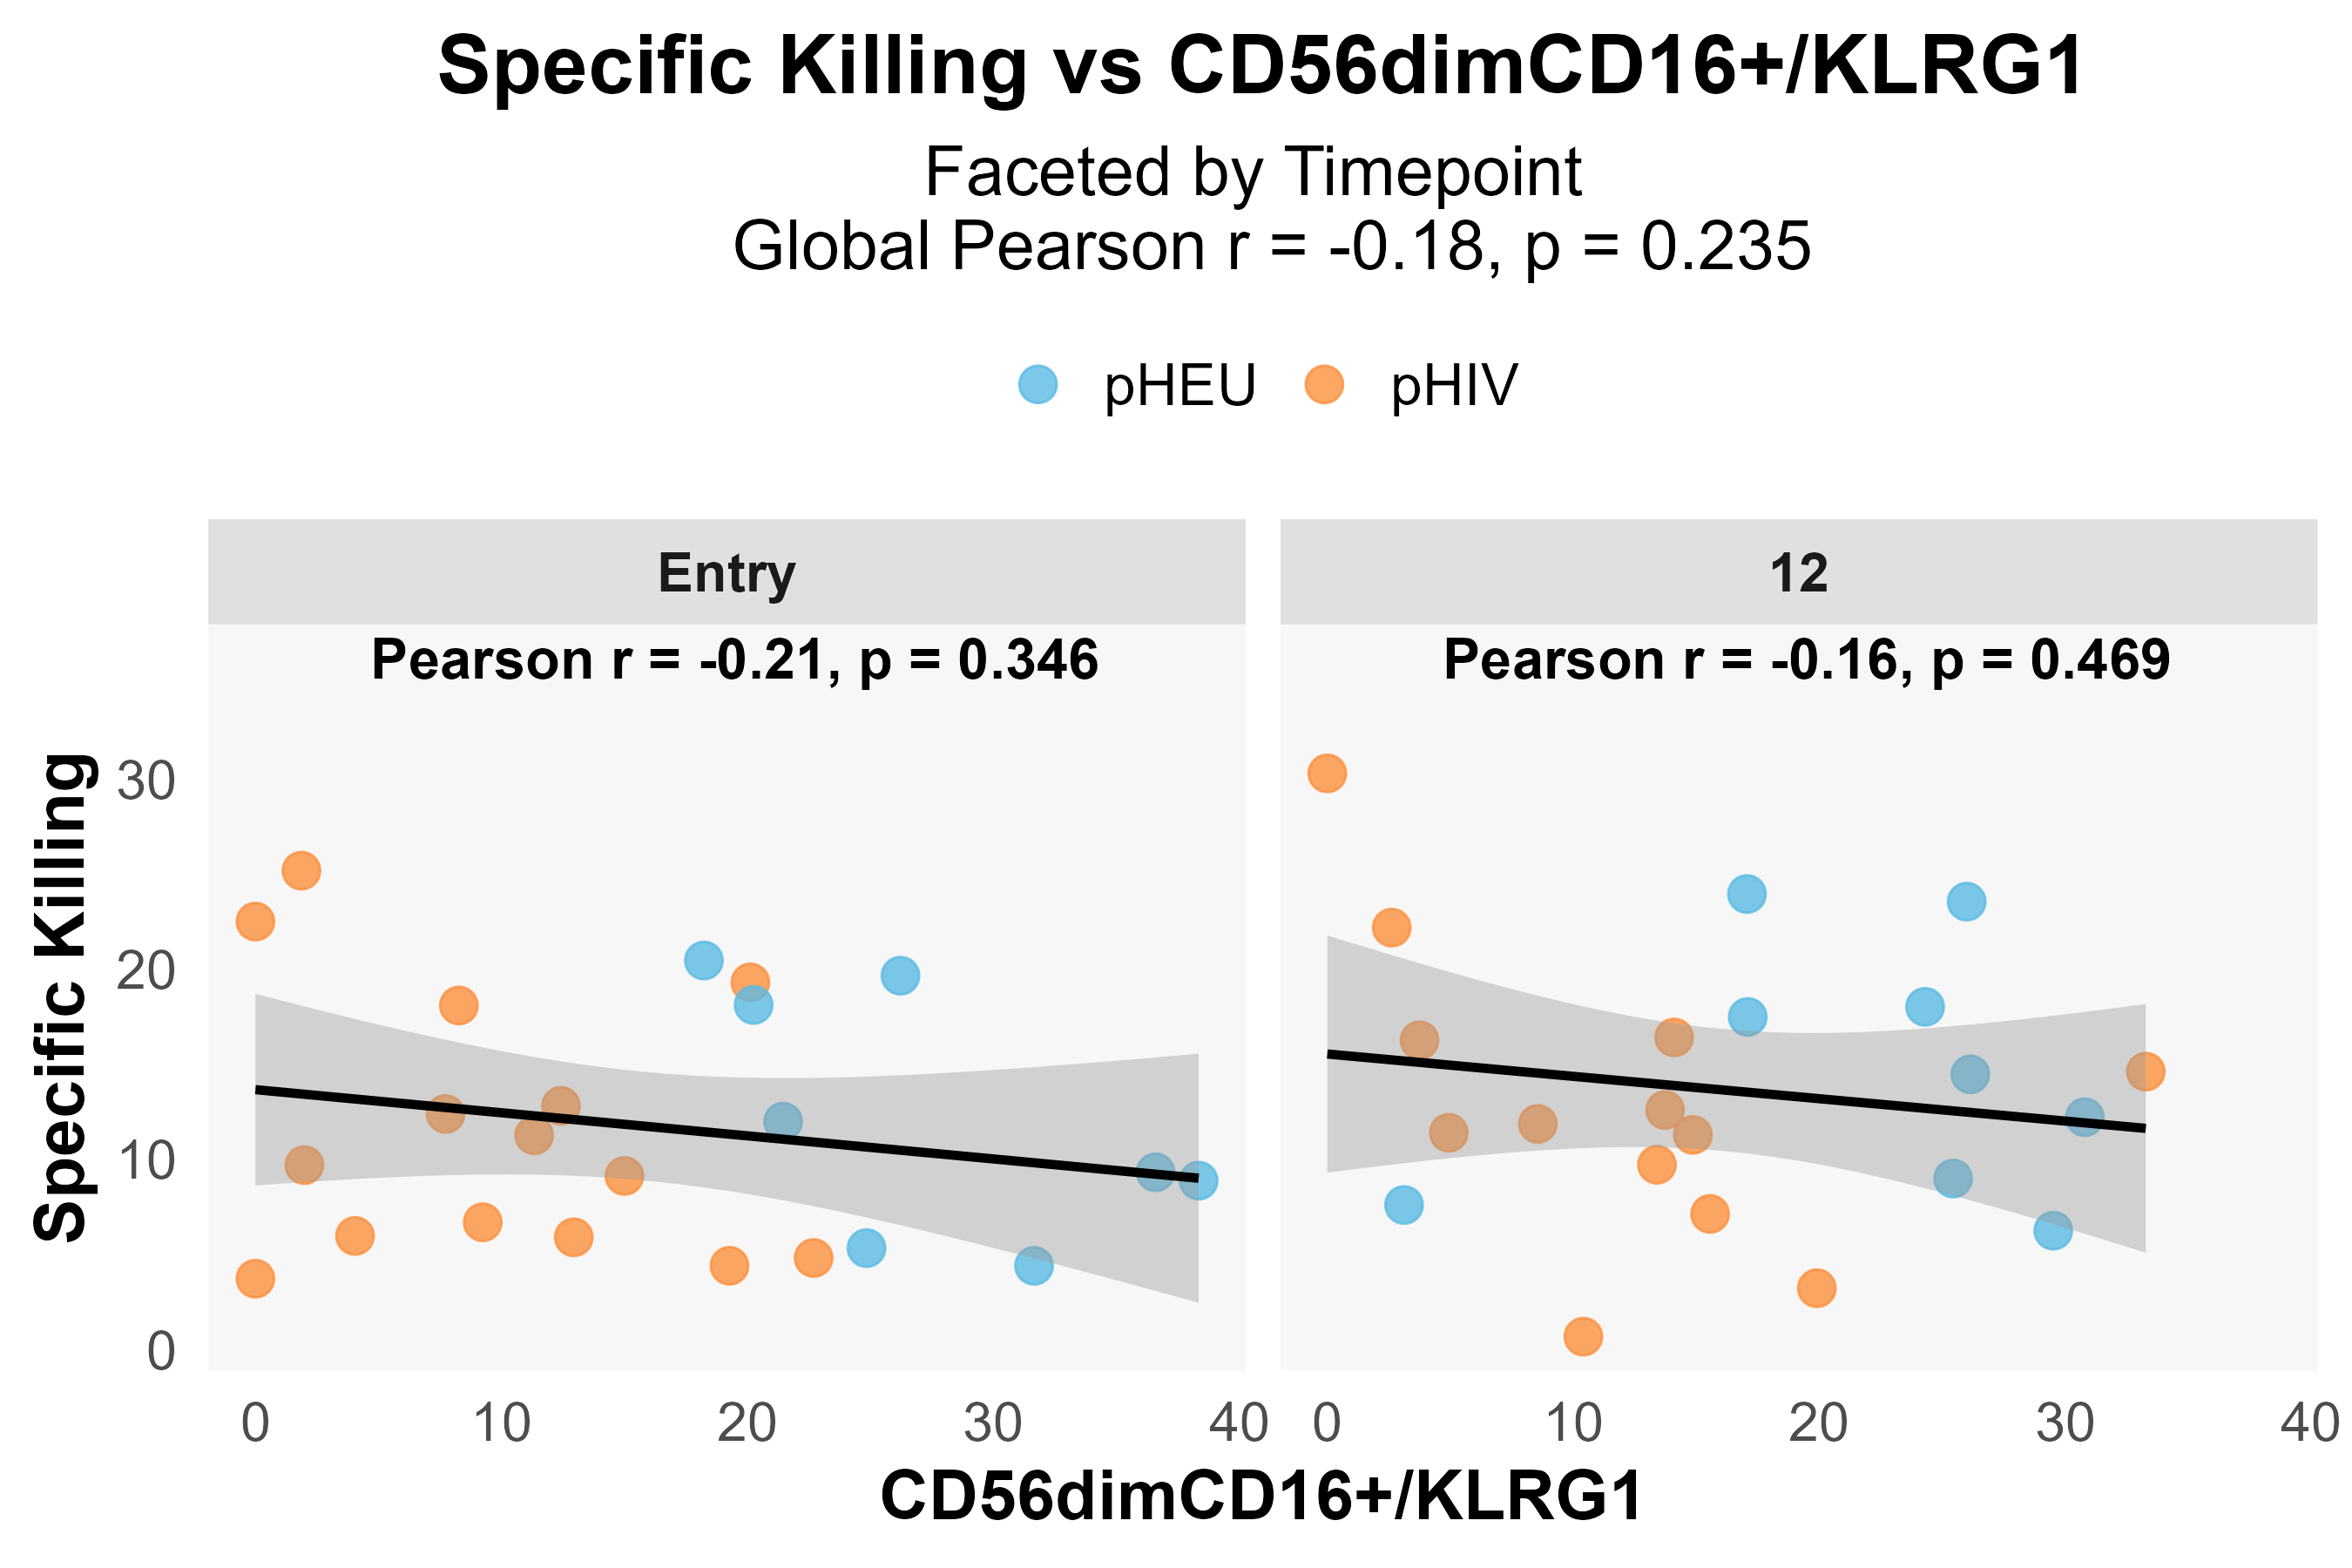 Specific Killing vs CD56dimCD16+/KLRG1
Faceted by Timepoint
Global Pearson r = -0.18, p = 0.235
pHEU pHIV
Entry 12
Pearson r = -0.21, p = 0.346 Pearson r = -0.16, p = 0.469
Specific Killing
30
20
10
0
0 10 20 30 40 0 10 20 30 40
CD56dimCD16+/KLRG1